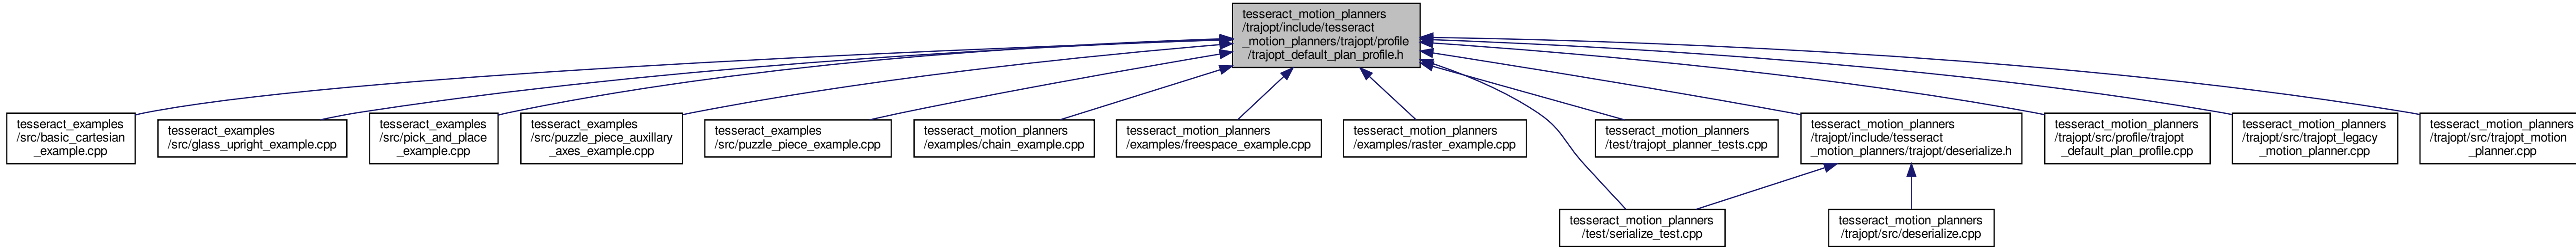 tesseract_motion_planners
/trajopt/include/tesseract
_motion_planners/trajopt/profile
/trajopt_default_plan_profile.h
tesseract_examples
/src/basic_cartesian
_example.cpp
tesseract_examples
/src/glass_upright_example.cpp
tesseract_examples
/src/pick_and_place
_example.cpp
tesseract_examples
/src/puzzle_piece_auxillary
_axes_example.cpp
tesseract_examples
/src/puzzle_piece_example.cpp
tesseract_motion_planners
/examples/chain_example.cpp
tesseract_motion_planners
/examples/freespace_example.cpp
tesseract_motion_planners
/examples/raster_example.cpp
tesseract_motion_planners
/test/trajopt_planner_tests.cpp
tesseract_motion_planners
/trajopt/include/tesseract
_motion_planners/trajopt/deserialize.h
tesseract_motion_planners
/trajopt/src/profile/trajopt
_default_plan_profile.cpp
tesseract_motion_planners
/trajopt/src/trajopt_legacy
_motion_planner.cpp
tesseract_motion_planners
/trajopt/src/trajopt_motion
_planner.cpp
tesseract_motion_planners
/test/serialize_test.cpp
tesseract_motion_planners
/trajopt/src/deserialize.cpp